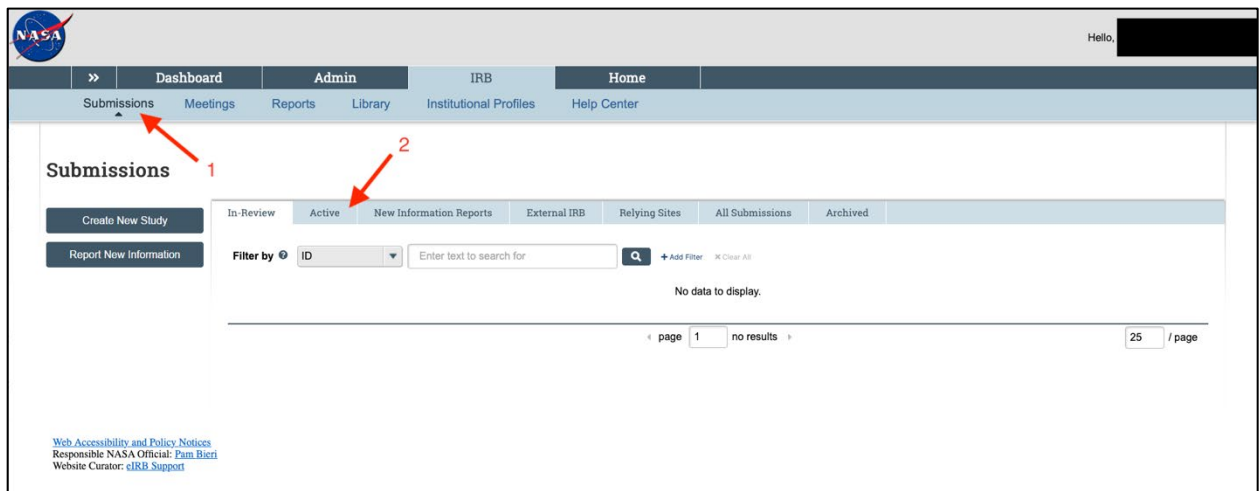 NASA
Hello,
» Dashboard Admin IRB Home
Submissions Meetings Reports Library Institutional Profiles Help Center
2
1
Submissions
Create New Study
Report New Information
In-Review Active New Information Reports External IRB Relying Sites All Submissions Archived
Filter by ? ID Enter text to search for + Add Filter × Clear All
No data to display.
page 1 no results
25 / page
Web Accessibility and Policy Notices
Responsible NASA Official: Pam Bieri
Website Curator: eIRB Support